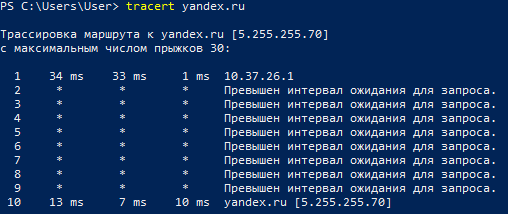 PS C:\Users\User> tracert yandex.ru
Трассировка маршрута к yandex.ru [5.255.255.70]
с максимальным числом прыжков 30:
1 34 ms 33 ms 1 ms 10.37.26.1
2 * * * Превышен интервал ожидания для запроса.
3 * * * Превышен интервал ожидания для запроса.
4 * * * Превышен интервал ожидания для запроса.
5 * * * Превышен интервал ожидания для запроса.
6 * * * Превышен интервал ожидания для запроса.
7 * * * Превышен интервал ожидания для запроса.
8 * * * Превышен интервал ожидания для запроса.
9 * * * Превышен интервал ожидания для запроса.
10 13 ms 7 ms 10 ms yandex.ru [5.255.255.70]